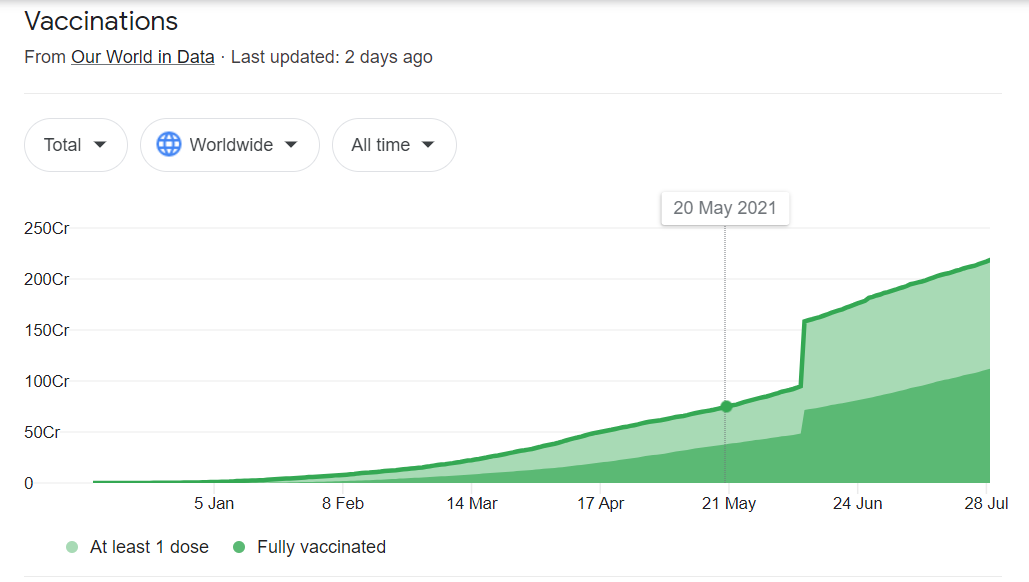 Vaccinations
From Our World in Data · Last updated: 2 days ago
Total Worldwide All time
20 May 2021
250Cr
200Cr
150Cr
100Cr
50Cr
0
5 Jan 8 Feb 14 Mar 17 Apr 21 May 24 Jun 28 Jul
At least 1 dose Fully vaccinated